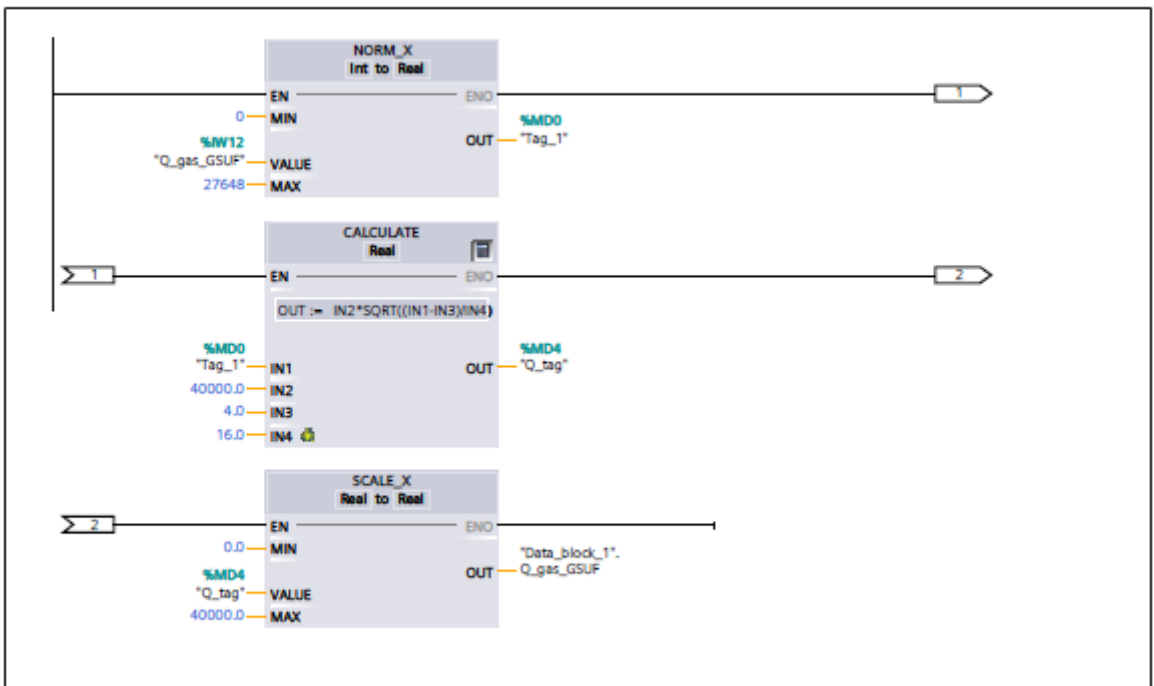 NORM_X
Int to Real
EN
ENO
1
0
MIN
%MD0
OUT
"Tag_1"
%IW12
"Q_gas_GSUF"
VALUE
27648
MAX
CALCULATE
Real
1
EN
ENO
2
OUT := IN2*SQRT((IN1-IN3)/IN4)
%MD0
"Tag_1"
IN1
%MD4
OUT
"Q_tag"
40000.0
IN2
4.0
IN3
16.0
IN4
SCALE_X
Real to Real
2
EN
ENO
0.0
MIN
"Data_block_1".
OUT
Q_gas_GSUF
%MD4
"Q_tag"
VALUE
40000.0
MAX